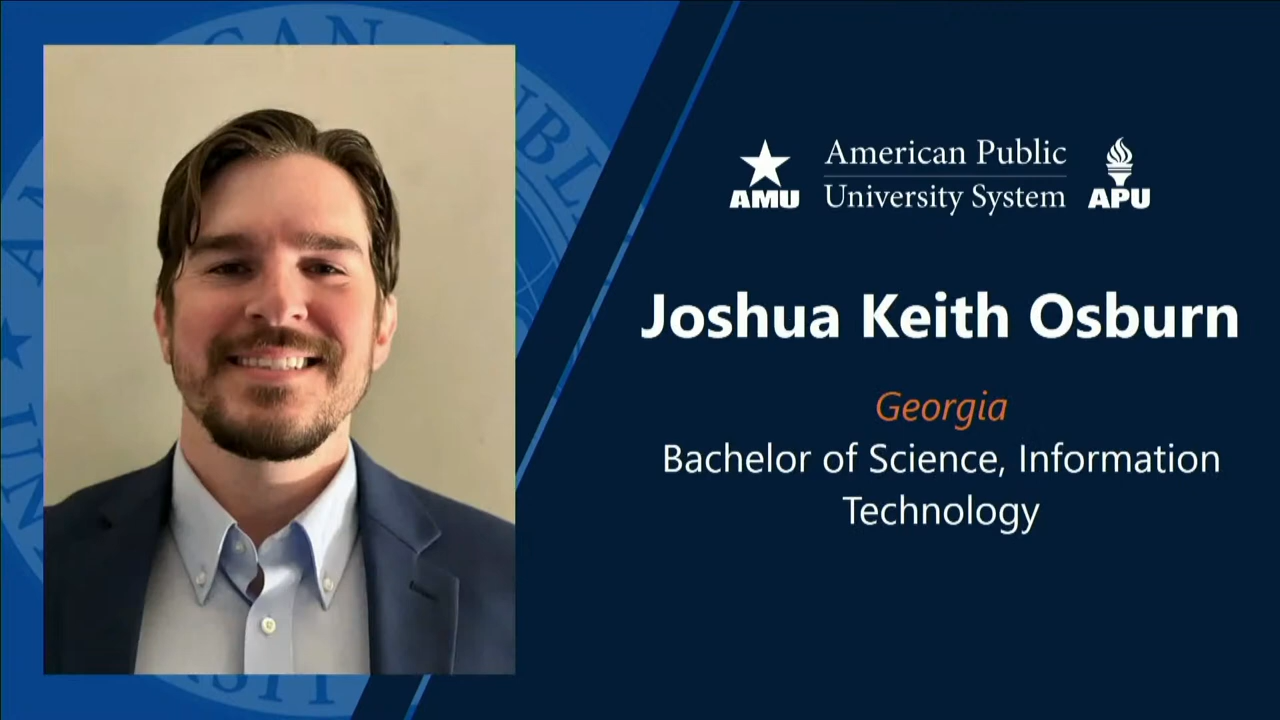 American Public
University System
AMU
APU
Joshua Keith Osburn
Georgia
Bachelor of Science, Information
Technology